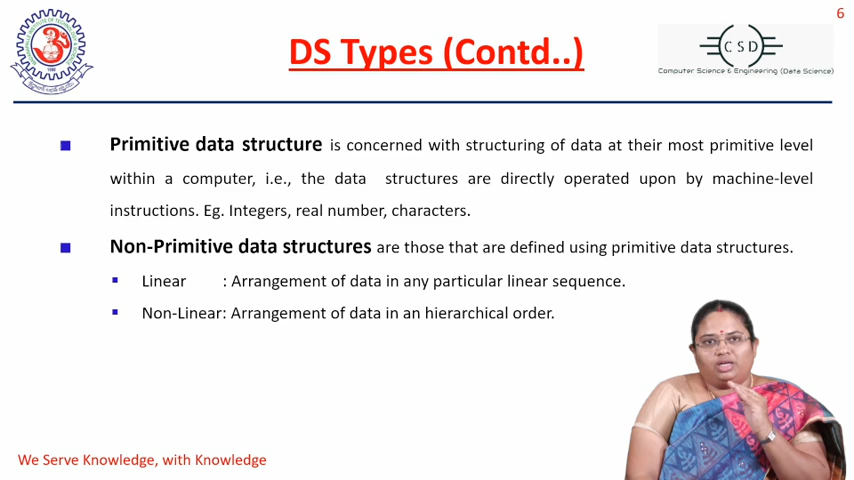 6
DS Types (Contd..)
C S D
Computer Science & Engineering (Data Science)
Primitive data structure is concerned with structuring of data at their most primitive level
within a computer, i.e., the data structures are directly operated upon by machine-level
instructions. Eg. Integers, real number, characters.
Non-Primitive data structures are those that are defined using primitive data structures.
Linear : Arrangement of data in any particular linear sequence.
Non-Linear: Arrangement of data in an hierarchical order.
We Serve Knowledge, with Knowledge